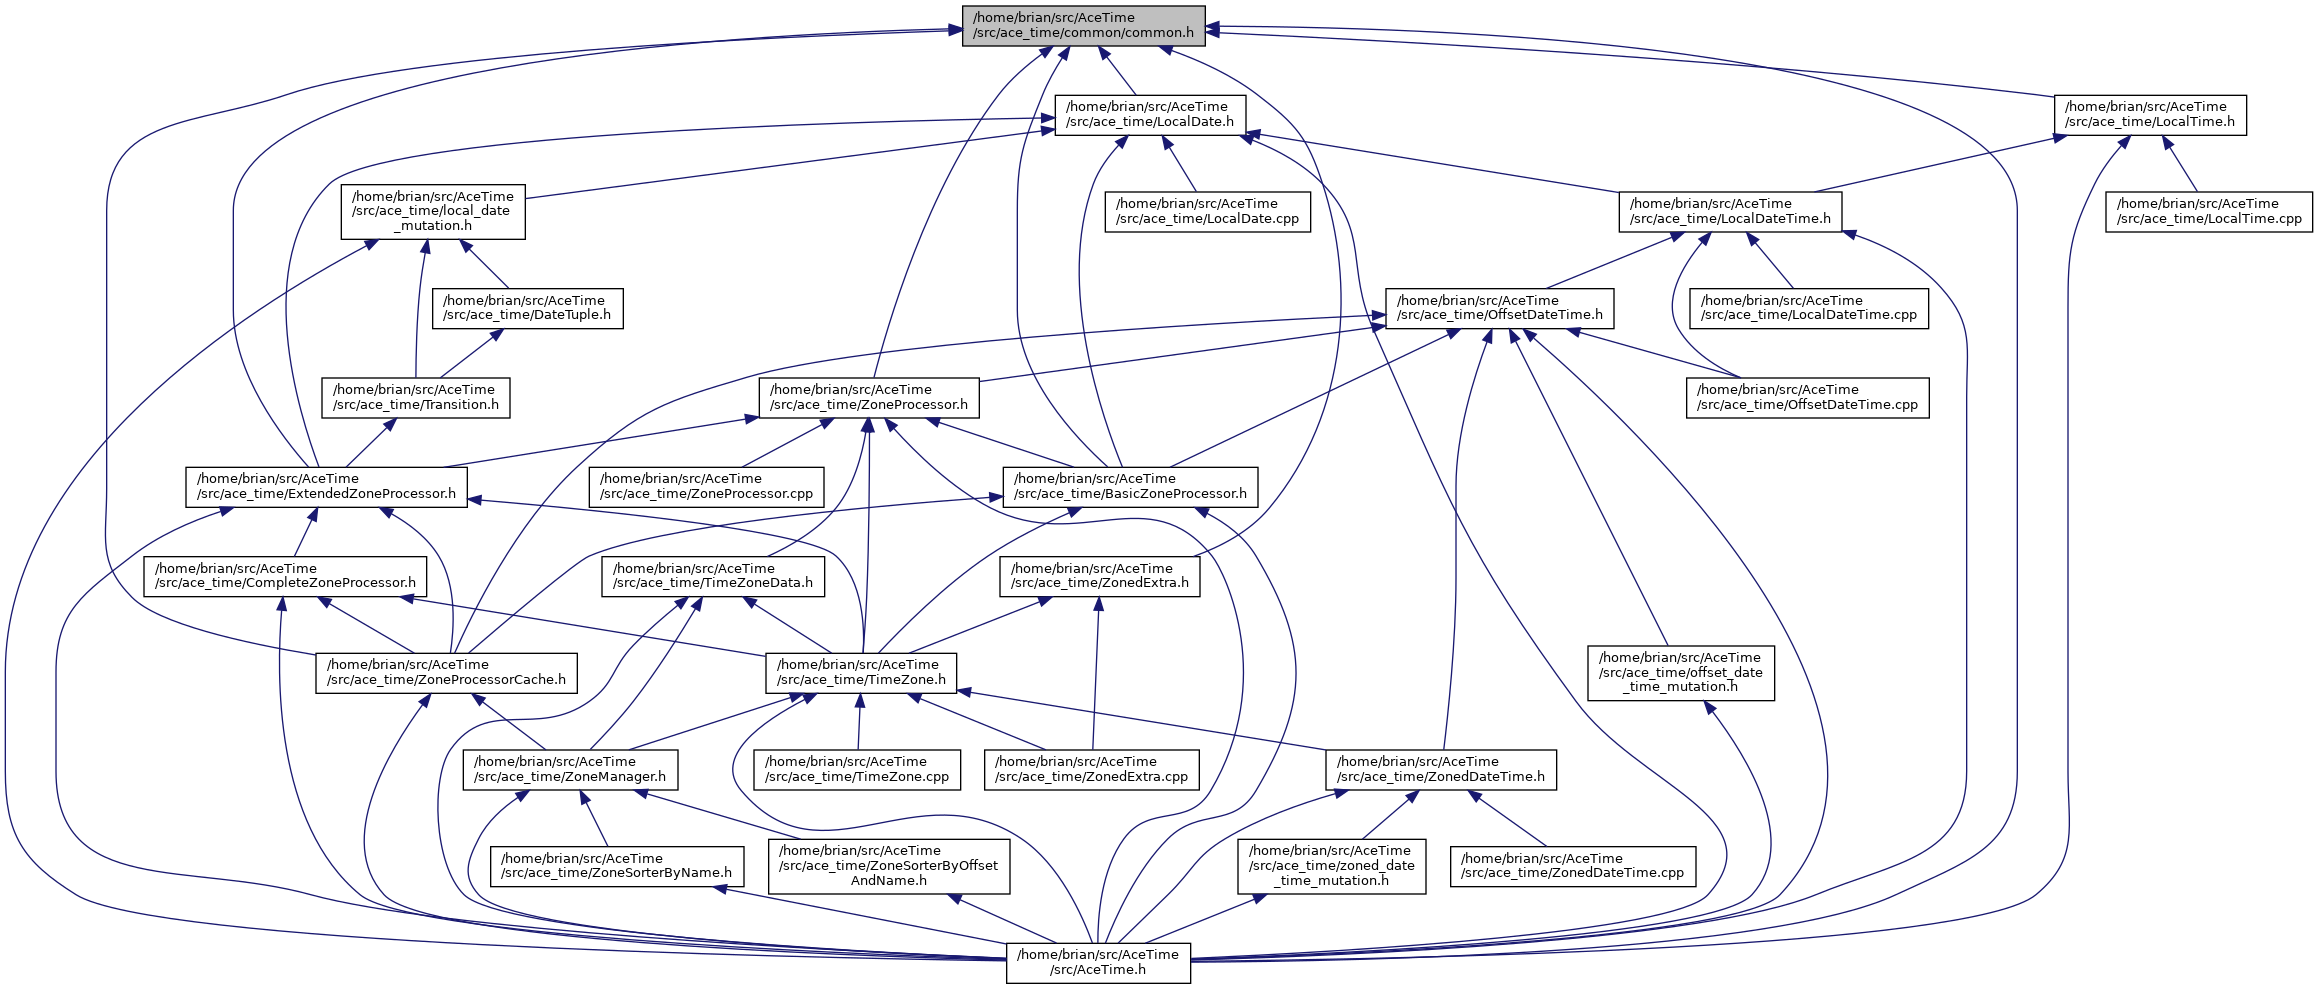 /home/brian/src/AceTime
/src/ace_time/common/common.h
/home/brian/src/AceTime
/src/ace_time/LocalDate.h
/home/brian/src/AceTime
/src/ace_time/LocalTime.h
/home/brian/src/AceTime
/src/ace_time/local_date
_mutation.h
/home/brian/src/AceTime
/src/ace_time/LocalDate.cpp
/home/brian/src/AceTime
/src/ace_time/LocalDateTime.h
/home/brian/src/AceTime
/src/ace_time/LocalTime.cpp
/home/brian/src/AceTime
/src/ace_time/DateTuple.h
/home/brian/src/AceTime
/src/ace_time/OffsetDateTime.h
/home/brian/src/AceTime
/src/ace_time/LocalDateTime.cpp
/home/brian/src/AceTime
/src/ace_time/Transition.h
/home/brian/src/AceTime
/src/ace_time/ZoneProcessor.h
/home/brian/src/AceTime
/src/ace_time/OffsetDateTime.cpp
/home/brian/src/AceTime
/src/ace_time/ExtendedZoneProcessor.h
/home/brian/src/AceTime
/src/ace_time/ZoneProcessor.cpp
/home/brian/src/AceTime
/src/ace_time/BasicZoneProcessor.h
/home/brian/src/AceTime
/src/ace_time/CompleteZoneProcessor.h
/home/brian/src/AceTime
/src/ace_time/TimeZoneData.h
/home/brian/src/AceTime
/src/ace_time/ZonedExtra.h
/home/brian/src/AceTime
/src/ace_time/ZoneProcessorCache.h
/home/brian/src/AceTime
/src/ace_time/TimeZone.h
/home/brian/src/AceTime
/src/ace_time/offset_date
_time_mutation.h
/home/brian/src/AceTime
/src/ace_time/ZoneManager.h
/home/brian/src/AceTime
/src/ace_time/TimeZone.cpp
/home/brian/src/AceTime
/src/ace_time/ZonedExtra.cpp
/home/brian/src/AceTime
/src/ace_time/ZonedDateTime.h
/home/brian/src/AceTime
/src/ace_time/ZoneSorterByName.h
/home/brian/src/AceTime
/src/ace_time/ZoneSorterByOffset
AndName.h
/home/brian/src/AceTime
/src/ace_time/zoned_date
_time_mutation.h
/home/brian/src/AceTime
/src/ace_time/ZonedDateTime.cpp
/home/brian/src/AceTime
/src/AceTime.h